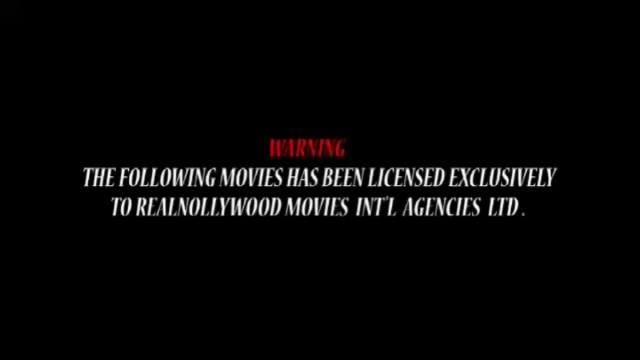 WARNING
THE FOLLOWING MOVIES HAS BEEN LICENSED EXCLUSIVELY
TO REALNOLLYWOOD MOVIES INT'L AGENCIES LTD.